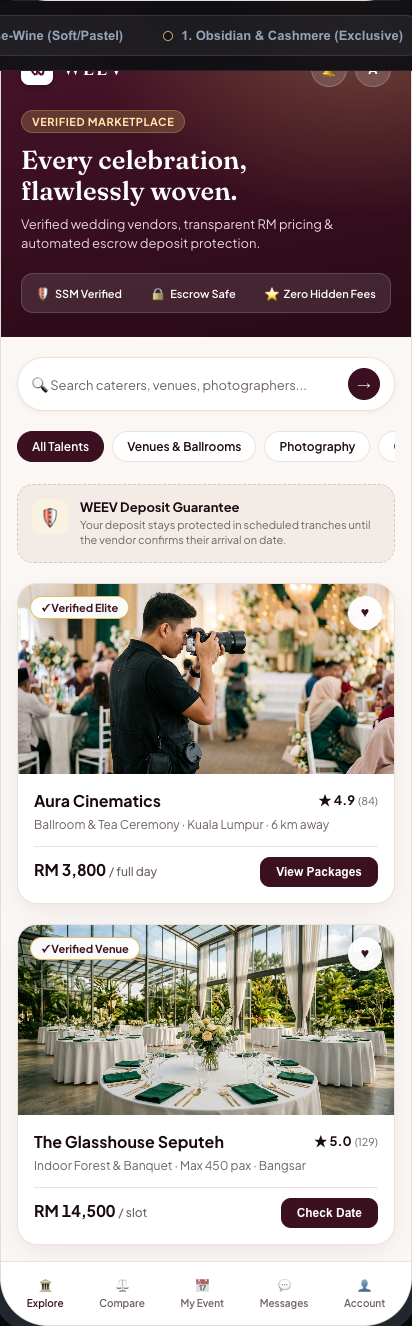 e-Wine (Soft/Pastel)
1. Obsidian & Cashmere (Exclusive)
WEEV
VERIFIED MARKETPLACE
Every celebration,
flawlessly woven.
Verified wedding vendors, transparent RM pricing &
automated escrow deposit protection.
SSM Verified
Escrow Safe
Zero Hidden Fees
Search caterers, venues, photographers...
All Talents
Venues & Ballrooms
Photography
WEEV Deposit Guarantee
Your deposit stays protected in scheduled tranches until
the vendor confirms their arrival on date.
✓Verified Elite
Aura Cinematics
★ 4.9 (84)
Ballroom & Tea Ceremony · Kuala Lumpur · 6 km away
RM 3,800 / full day
View Packages
✓Verified Venue
The Glasshouse Seputeh
★ 5.0 (129)
Indoor Forest & Banquet · Max 450 pax · Bangsar
RM 14,500 / slot
Check Date
Explore
Compare
My Event
Messages
Account